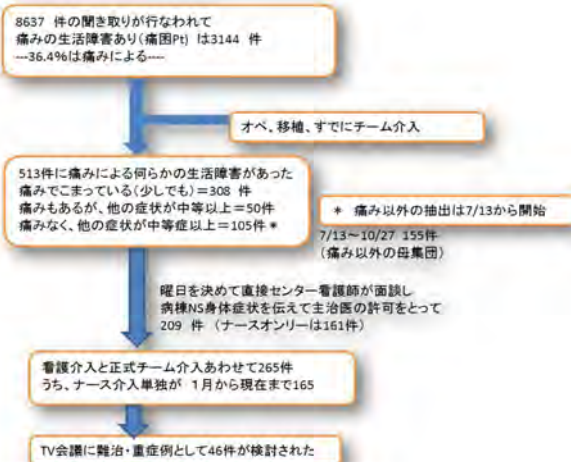 8637 件の聞き取りが行なわれて
痛みの生活障害あり(痛困Pt) は3144 件
---36.4%は痛みによる----
オペ、移植、すでにチーム介入
513件に痛みによる何らかの生活障害があった
痛みでこまっている(少しでも)=308 件
痛みもあるが、他の症状が中等以上=50件
痛みなく、他の症状が中等症以上=105件*
* 痛み以外の抽出は7/13から開始
7/13~10/27 155件
(痛み以外の母集団)
曜日を決めて直接センター看護師が面談し
病棟NS身体症状を伝えて主治医の許可をとって
209 件 (ナースオンリーは161件)
看護介入と正式チーム介入あわせて265件
うち、ナース介入単独が 1月から現在まで165
TV会議に難治・重症例として46件が検討された